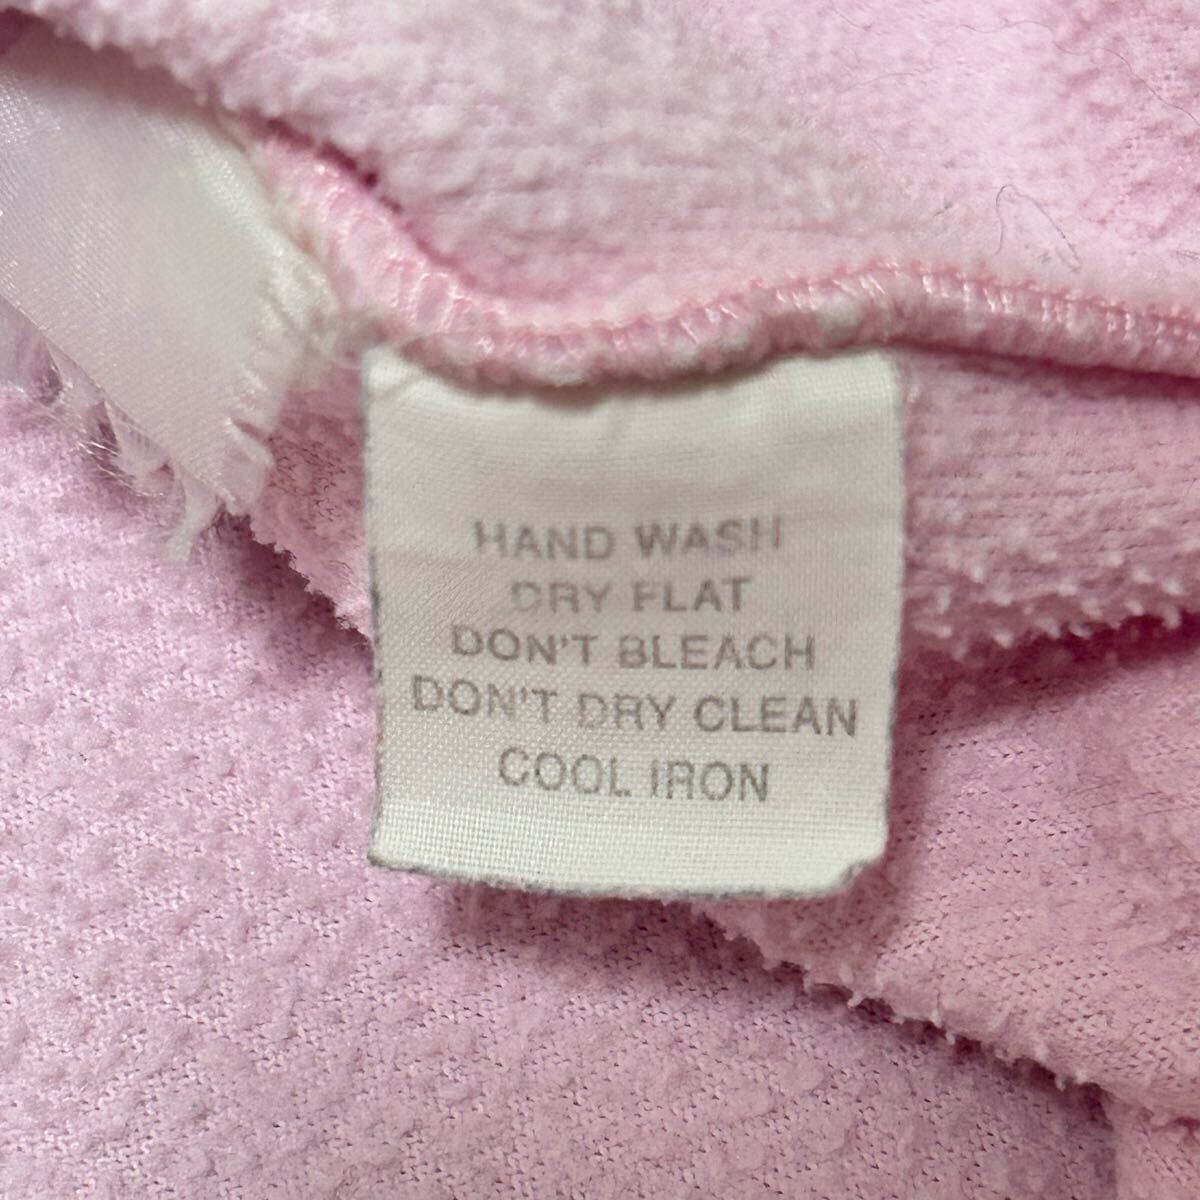 HAND WASH
DRY FLAT
DON'T BLEACH
DON'T DRY CLEAN
COOL IRON